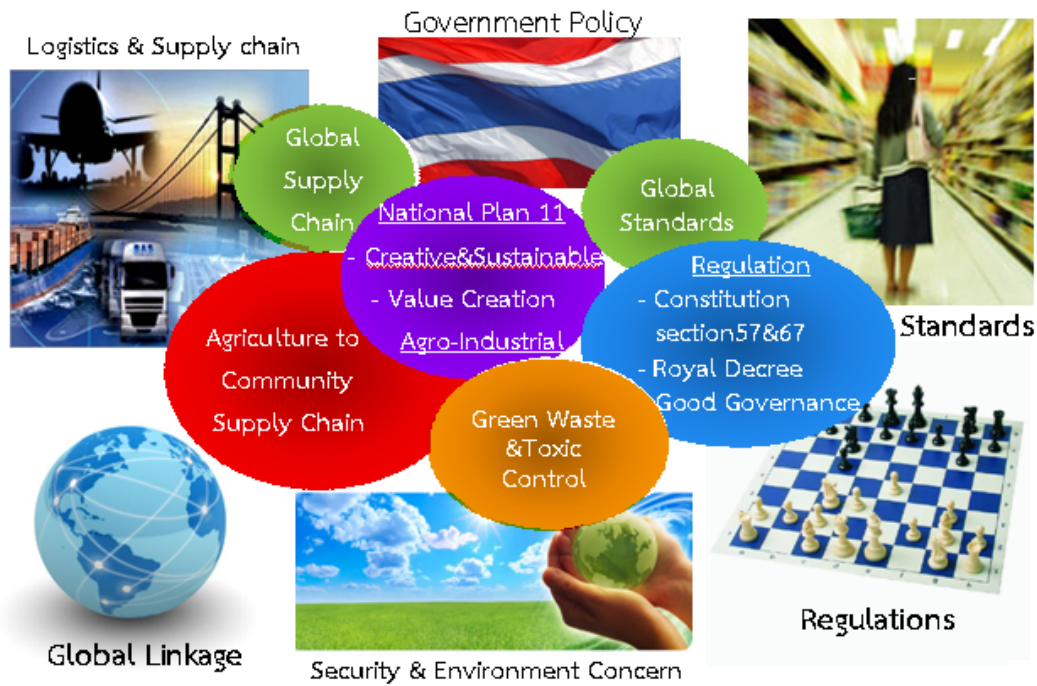 Government Policy
Logistics & Supply chain
Global
Supply
Chain
National Plan 11
- Creative&Sustainable
- Value Creation
Agro-Industrial
Global
Standards
Regulation
- Constitution
section57&67
- Royal Decree
Good Governance
Standards
Agriculture to
Community
Supply Chain
Green Waste
&Toxic
Control
Global Linkage
Security & Environment Concern
Regulations